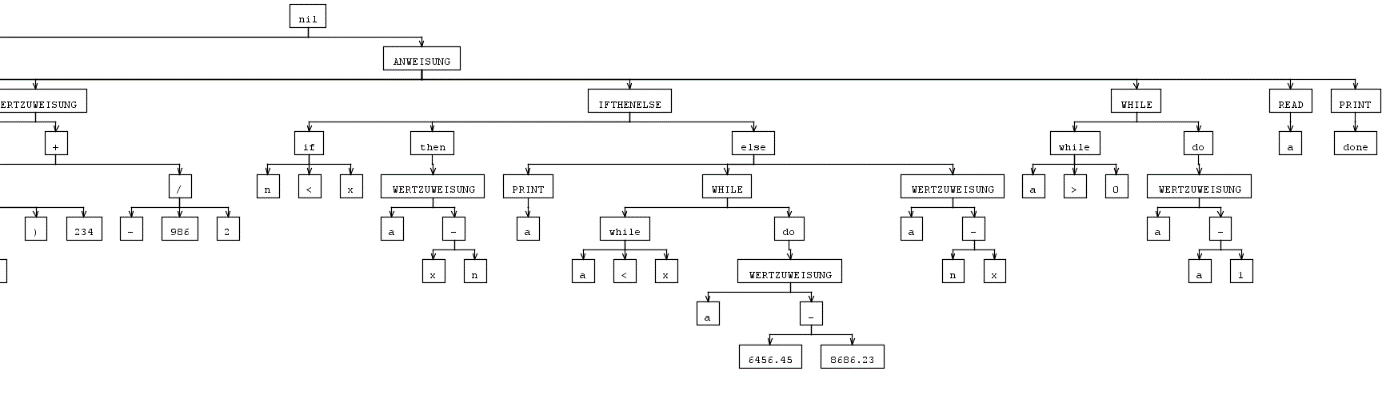 nil
ANWEISUNG
ERTZUWEISUNG IFTHENELSE WHILE READ PRINT
+ if then else while do a done
/ n < x WERTZUWEISUNG PRINT WHILE WERTZUWEISUNG a > 0 WERTZUWEISUNG
) 234 - 986 2 a - a while do a - a -
x n a < x WERTZUWEISUNG n x a 1
a -
6456.45 8686.23